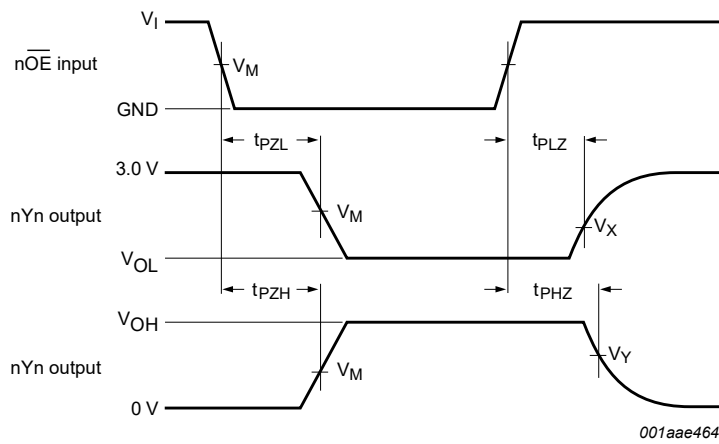 V_I
nO̅E̅ input
V_M
GND
t_PZL
t_PLZ
3.0 V
nYn output
V_M
V_X
V_OL
t_PZH
t_PHZ
V_OH
nYn output
V_M
V_Y
0 V
001aae464